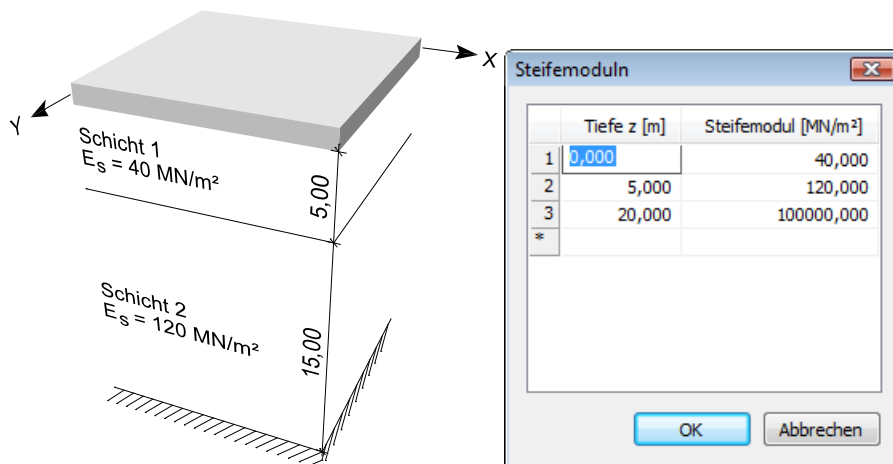 X
Y
Schicht 1
Es = 40 MN/m²
5,00
Schicht 2
Es = 120 MN/m²
15,00
Steifemoduln
Tiefe z [m] Steifemodul [MN/m²]
1 0,000 40,000
2 5,000 120,000
3 20,000 100000,000
*
OK Abbrechen